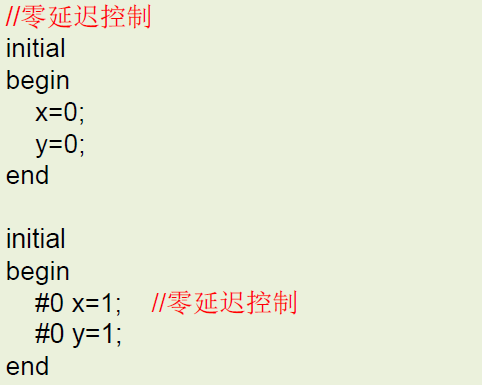 //零延迟控制
initial
begin
x=0;
y=0;
end
initial
begin
#0 x=1; //零延迟控制
#0 y=1;
end